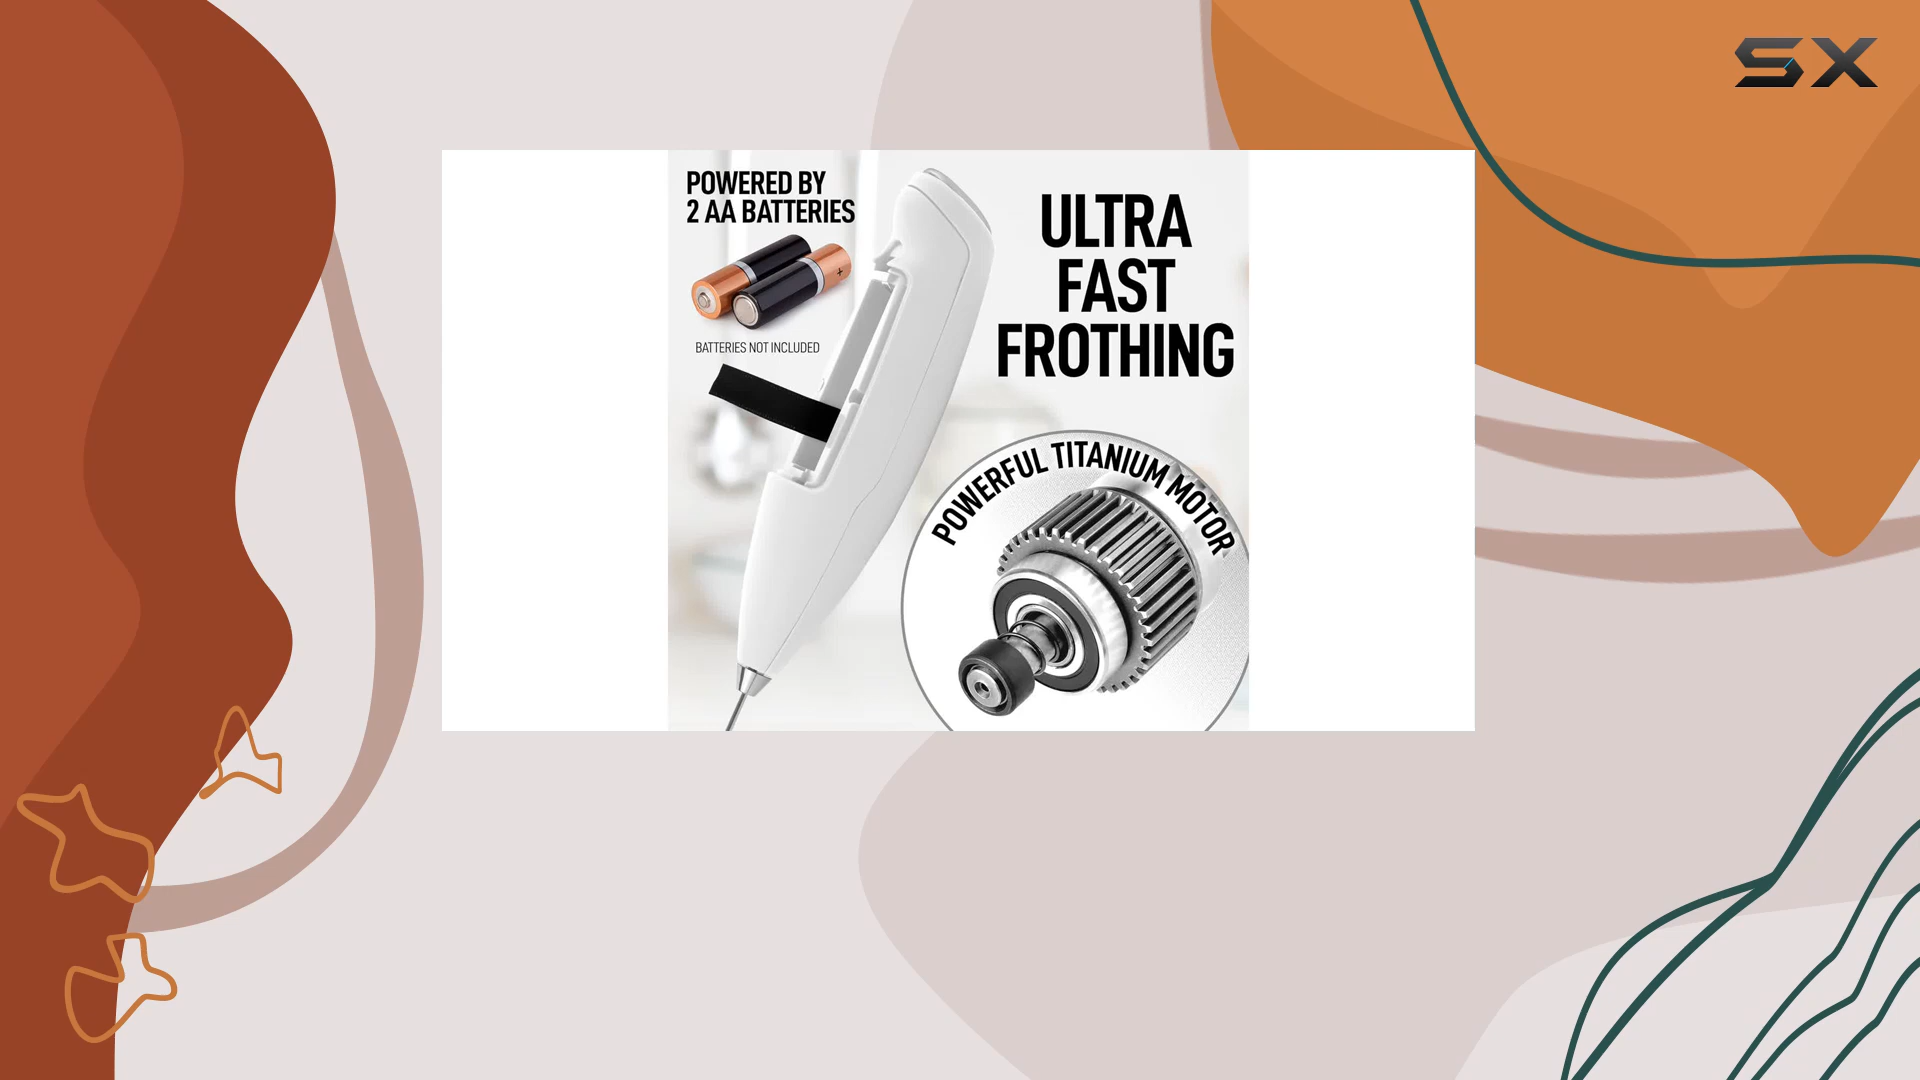 SX
POWERED BY
2 AA BATTERIES
BATTERIES NOT INCLUDED
ULTRA
FAST
FROTHING
POWERFUL TITANIUM MOTOR
+